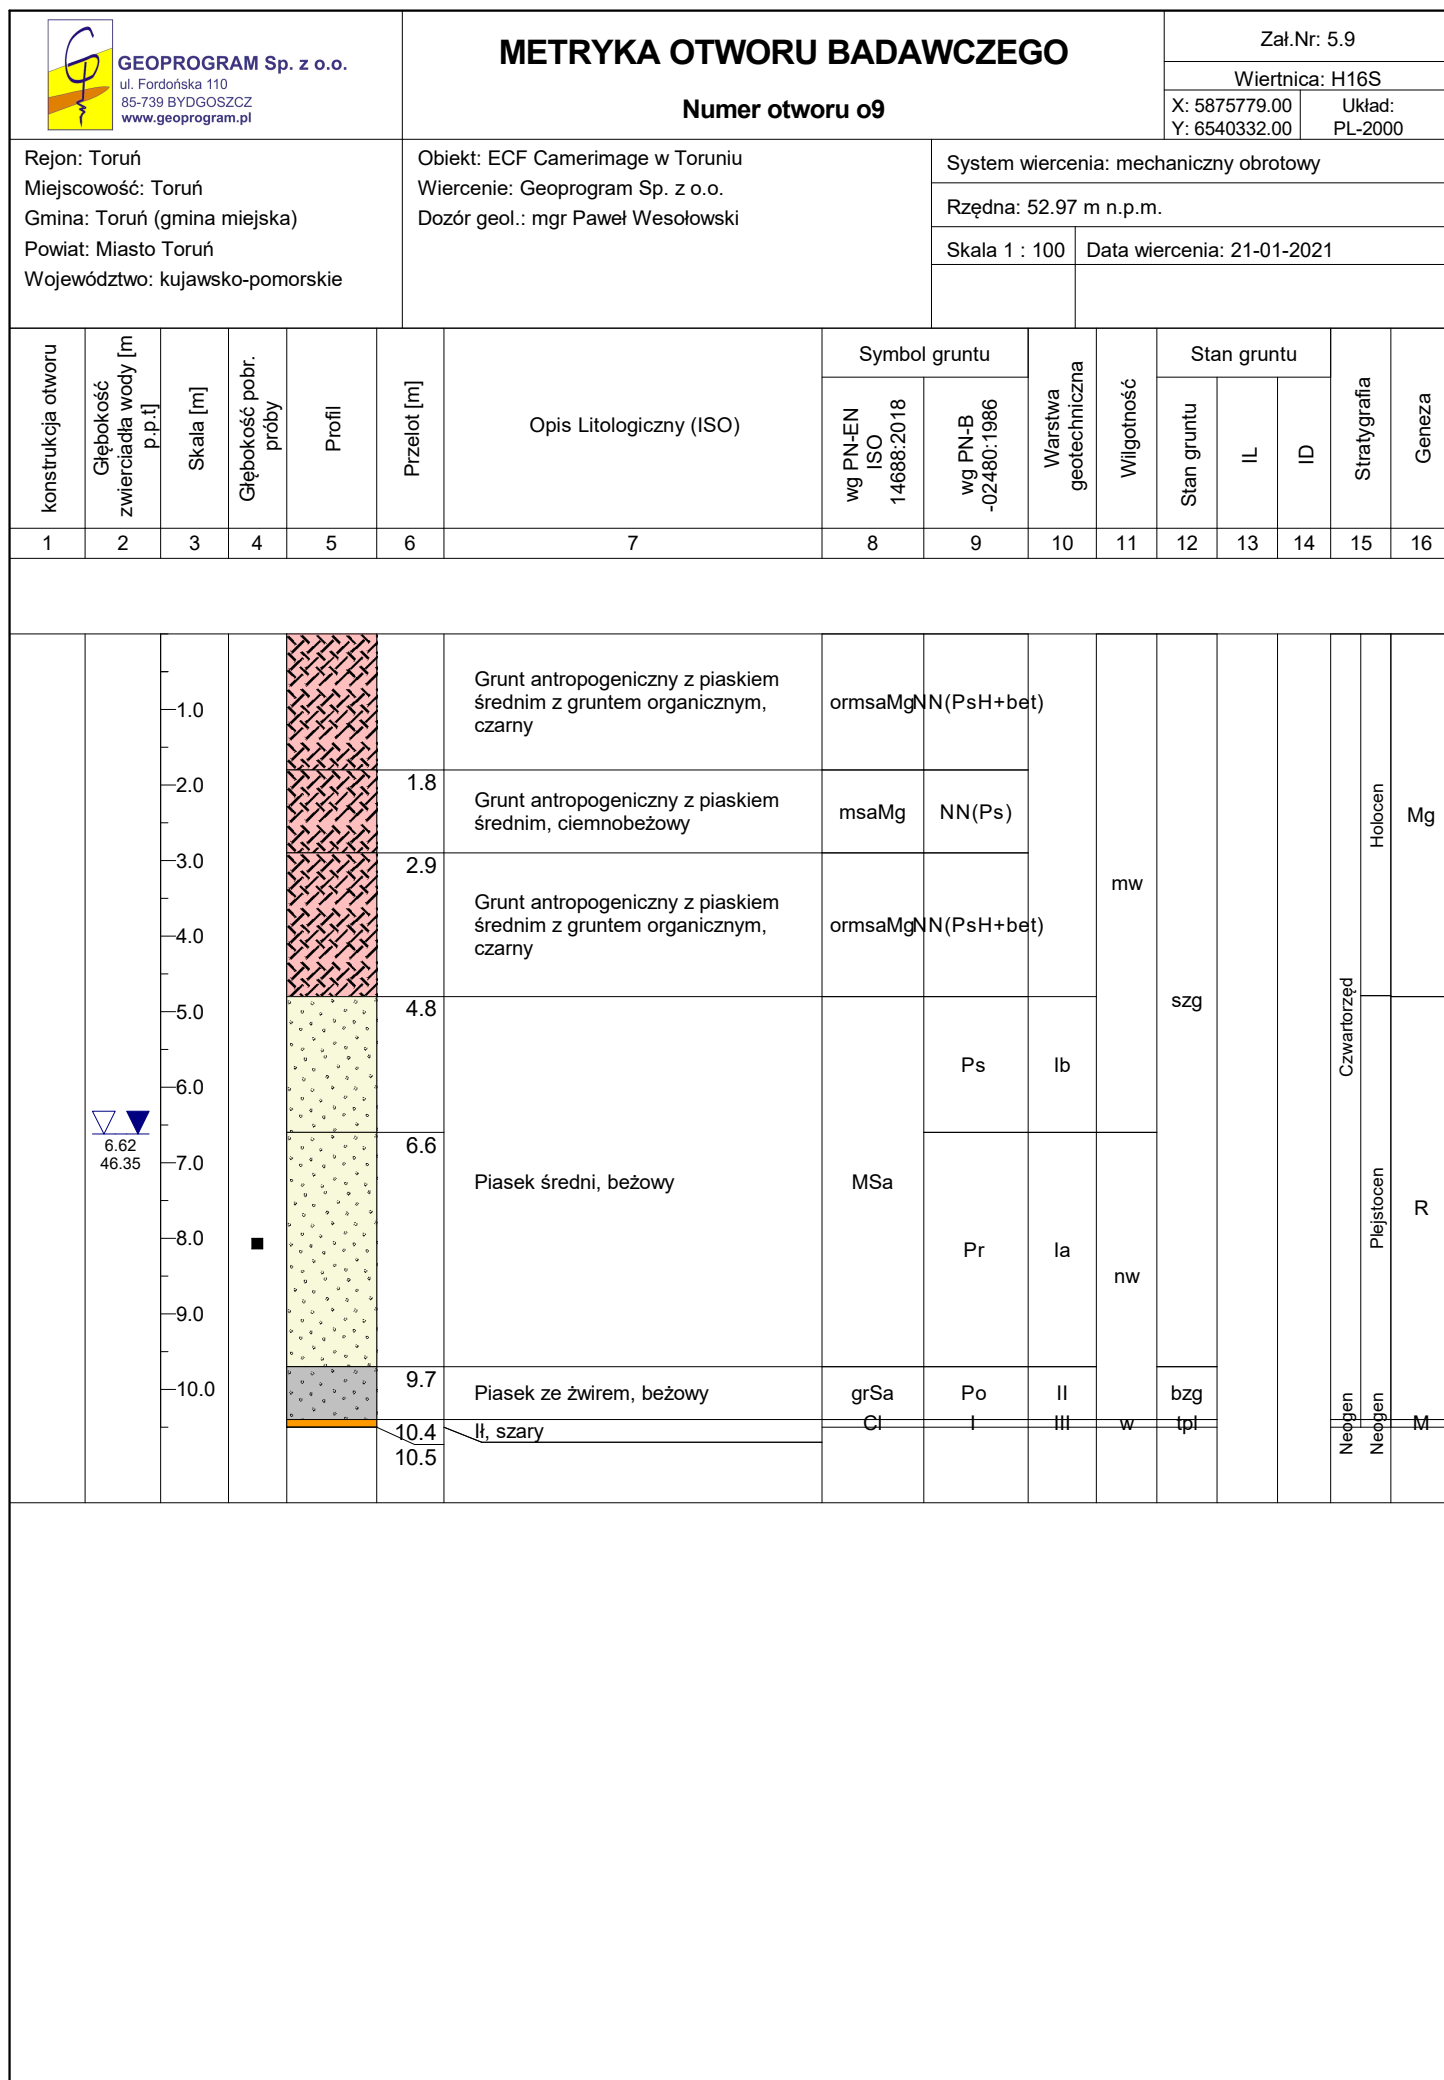 GEOPROGRAM Sp. z o.o.
ul. Fordońska 110
85-739 BYDGOSZCZ
www.geoprogram.pl
METRYKA OTWORU BADAWCZEGO
Numer otworu o9
Zał.Nr: 5.9
Wiertnica: H16S
X: 5875779.00
Y: 6540332.00
Układ:
PL-2000
Rejon: Toruń
Miejscowość: Toruń
Gmina: Toruń (gmina miejska)
Powiat: Miasto Toruń
Województwo: kujawsko-pomorskie
Obiekt: ECF Camerimage w Toruniu
Wiercenie: Geoprogram Sp. z o.o.
Dozór geol.: mgr Paweł Wesołowski
System wiercenia: mechaniczny obrotowy
Rzędna: 52.97 m n.p.m.
Skala 1 : 100
Data wiercenia: 21-01-2021
konstrukcja otworu
Głębokość
zwierciadła wody [m
p.p.t]
Skala [m]
Głębokość pobr.
próby
Profil
Przelot [m]
Opis Litologiczny (ISO)
Symbol gruntu
wg PN-EN
ISO
14688:2018
wg PN-B
-02480:1986
Warstwa
geotechniczna
Wilgotność
Stan gruntu
Stan gruntu
IL
ID
Stratygrafia
Geneza
1 2 3 4 5 6 7 8 9 10 11 12 13 14 15 16
1.0
Grunt antropogeniczny z piaskiem
średnim z gruntem organicznym,
czarny
ormsaMg
NN(PsH+bet)
2.0
1.8
Grunt antropogeniczny z piaskiem
średnim, ciemnobeżowy
msaMg
NN(Ps)
Holocen
Mg
3.0
2.9
mw
Grunt antropogeniczny z piaskiem
średnim z gruntem organicznym,
czarny
ormsaMg
NN(PsH+bet)
4.0
5.0
4.8
szg
Czwartorzęd
Ps
Ib
6.0
6.62
46.35
6.6
7.0
Piasek średni, beżowy
MSa
Plejstocen
R
8.0
Pr
Ia
nw
9.0
9.7
10.0
Piasek ze żwirem, beżowy
grSa
Po
II
bzg
10.4
Ił, szary
Cl
I
III
w
tpl
Neogen
Neogen
M
10.5